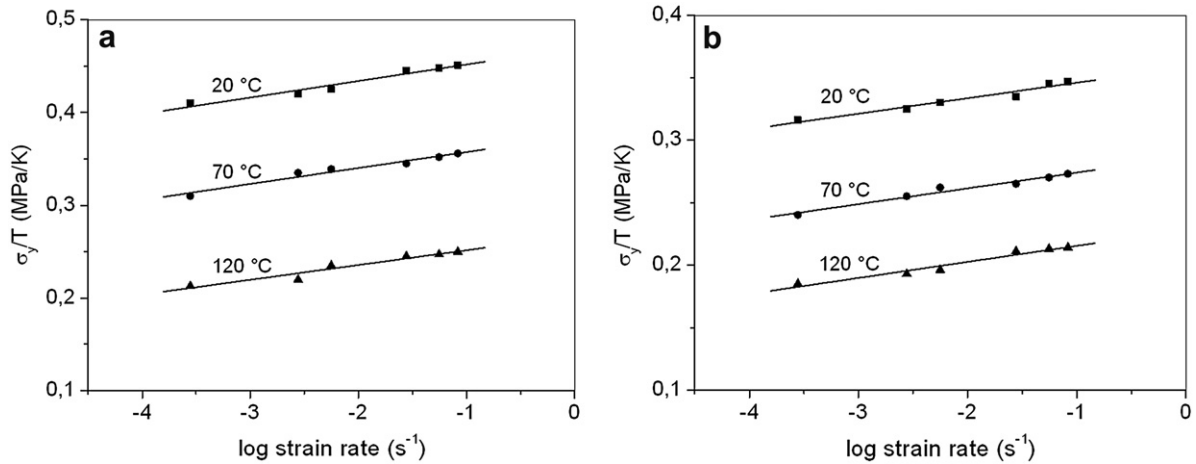 a
0,5
0,4
0,3
0,2
0,1
σy/T (MPa/K)
20 °C
70 °C
120 °C
-4
-3
-2
-1
0
log strain rate (s⁻¹)
b
0,4
0,3
0,2
0,1
σy/T (MPa/K)
20 °C
70 °C
120 °C
-4
-3
-2
-1
0
log strain rate (s⁻¹)